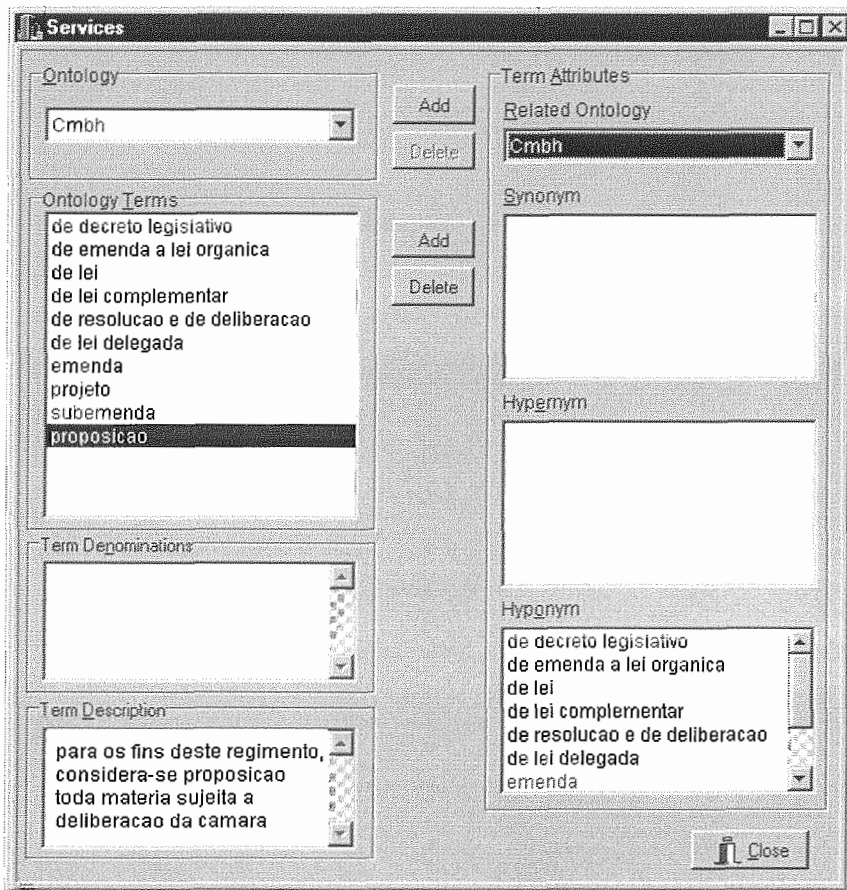 Services
Ontology
Cmbh
Add
Delete
Ontology Terms
de decreto legislativo
de emenda a lei organica
de lei
de lei complementar
de resolucao e de deliberacao
de lei delegada
emenda
projeto
subemenda
proposicao
Add
Delete
Term Denominations
Term Description
para os fins deste regimento,
considera-se proposicao
toda materia sujeita a
deliberacao da camara
Term Attributes
Related Ontology
Cmbh
Synonym
Hypernym
Hyponym
de decreto legislativo
de emenda a lei organica
de lei
de lei complementar
de resolucao e de deliberacao
de lei delegada
emenda
Close